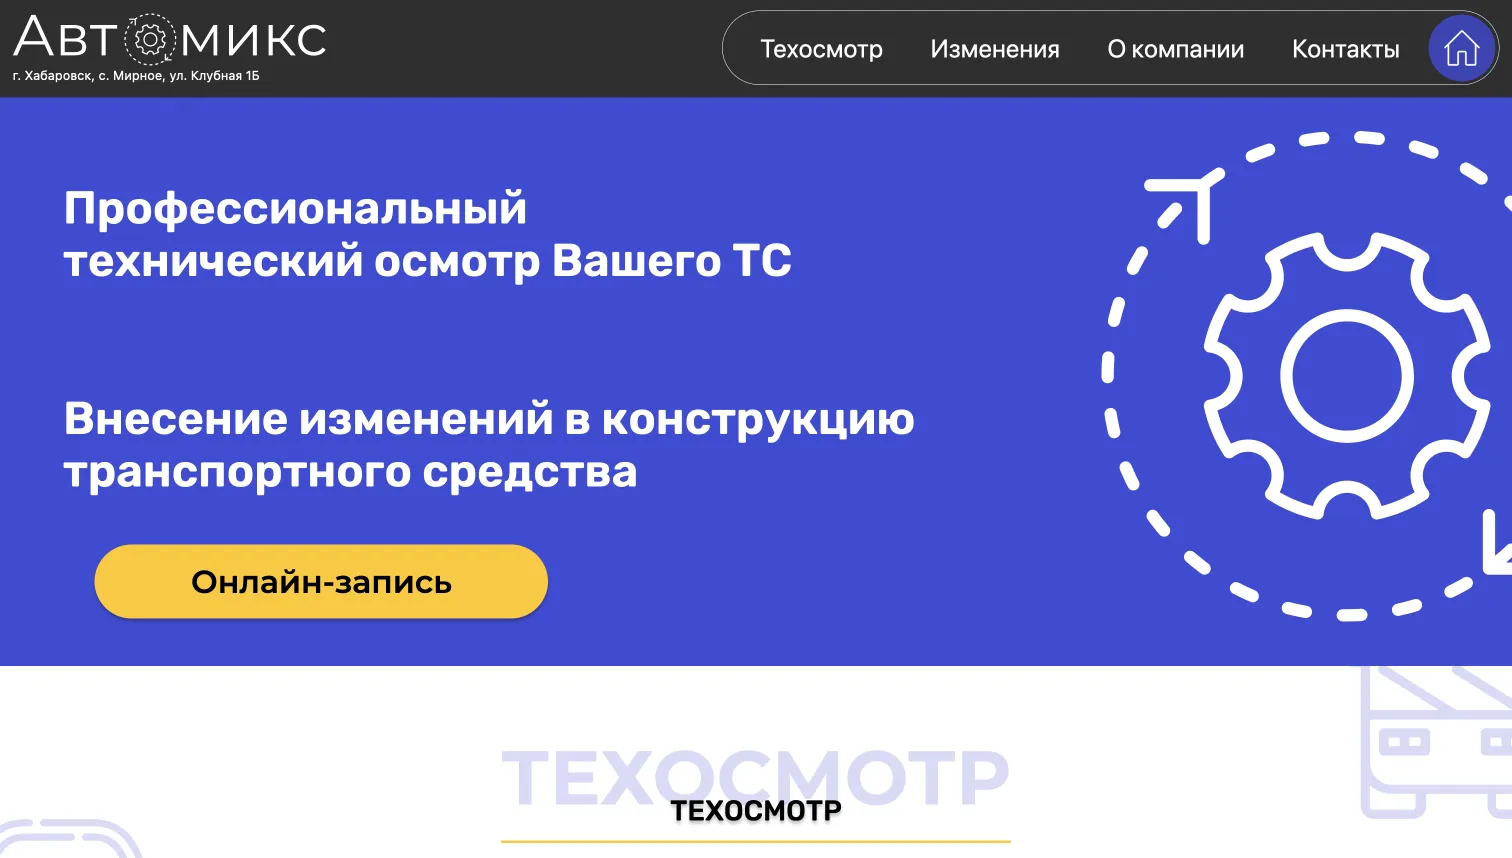 Автомикс
г. Хабаровск, с. Мирное, ул. Клубная 1Б
Техосмотр
Изменения
О компании
Контакты
Профессиональный
технический осмотр Вашего ТС
Внесение изменений в конструкцию
транспортного средства
Онлайн-запись
ТЕХОСМОТР
ТЕХОСМОТР